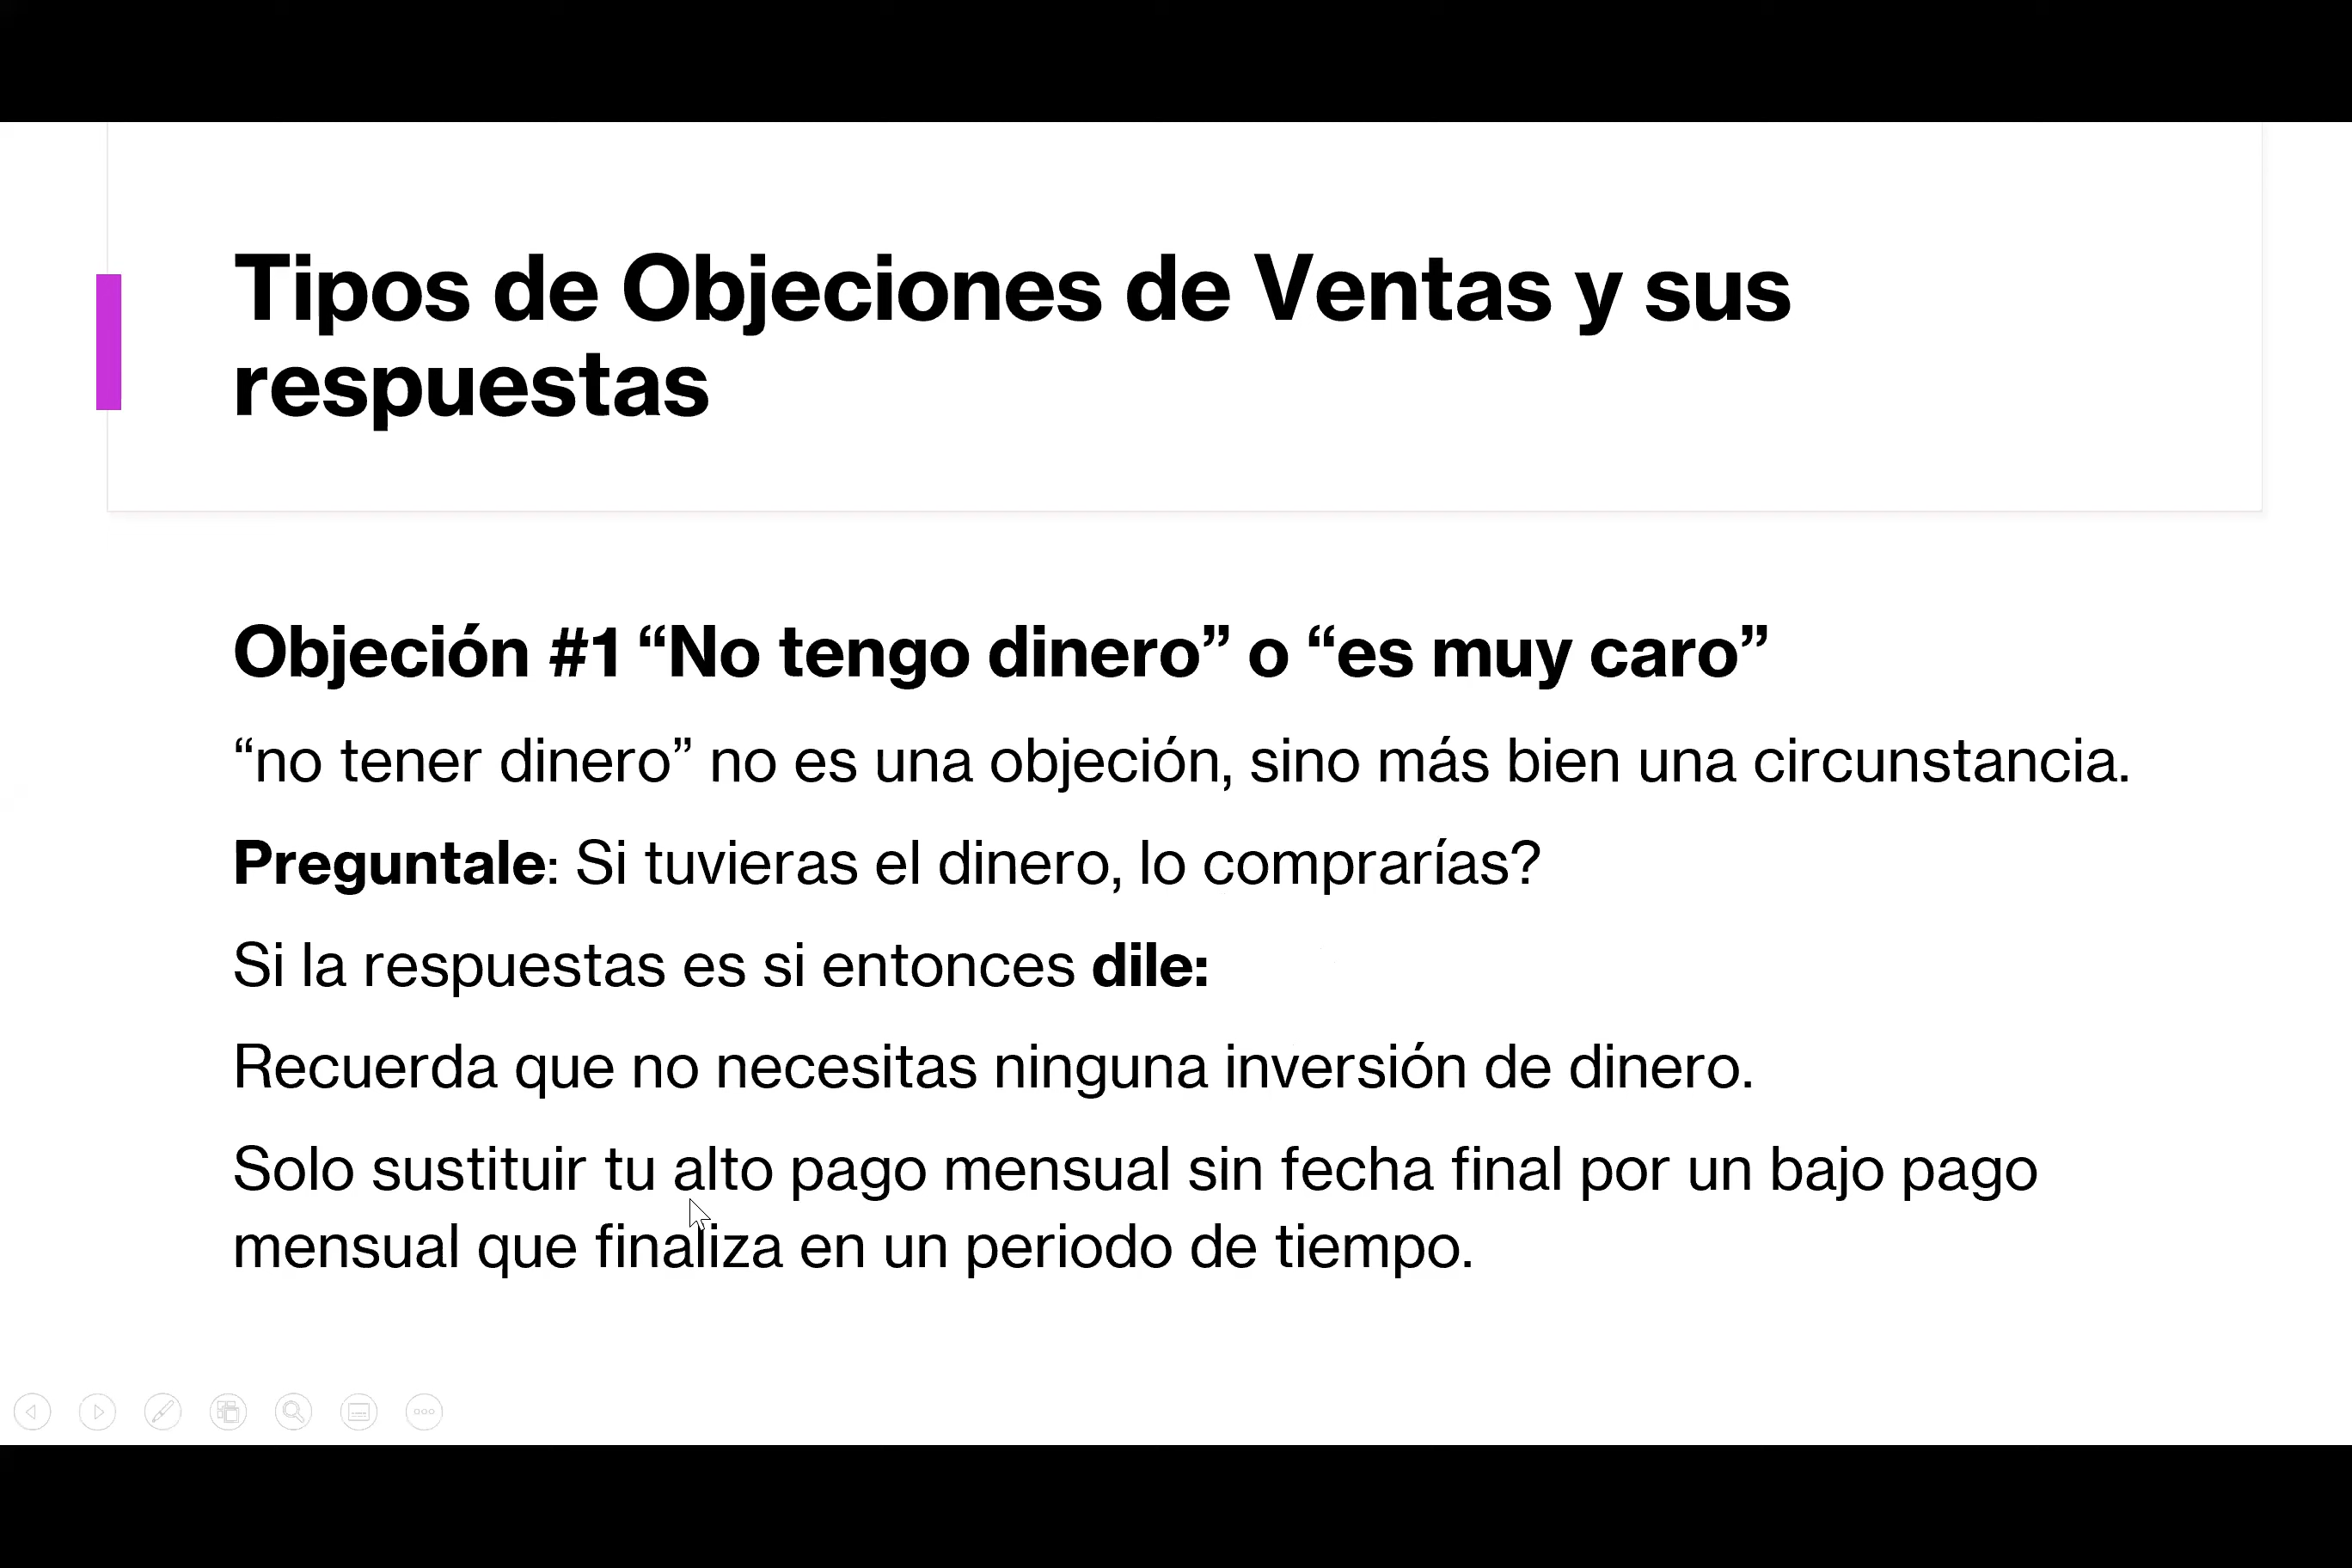 Tipos de Objeciones de Ventas y sus
respuestas
Objeción #1 “No tengo dinero” o “es muy caro”
“no tener dinero” no es una objeción, sino más bien una circunstancia.
Preguntale: Si tuvieras el dinero, lo comprarías?
Si la respuestas es si entonces dile:
Recuerda que no necesitas ninguna inversión de dinero.
Solo sustituir tu alto pago mensual sin fecha final por un bajo pago
mensual que finaliza en un periodo de tiempo.